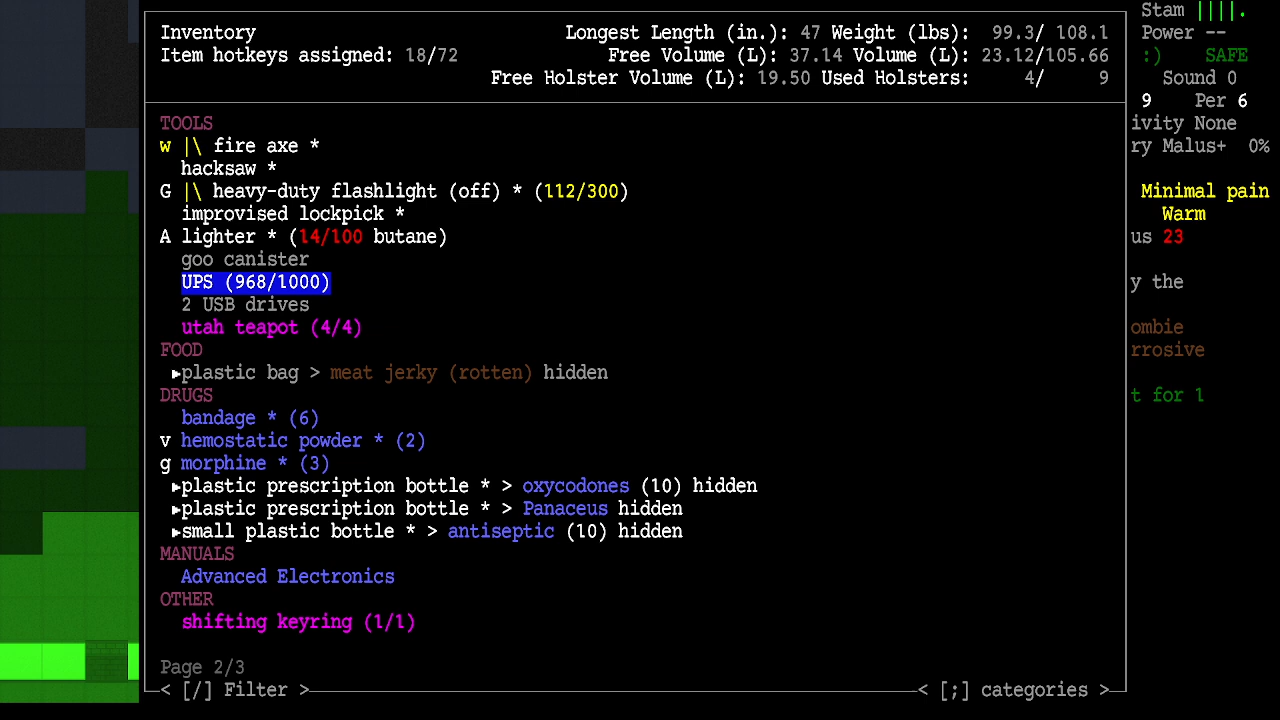 Inventory Longest Length (in.): 47 Weight (lbs): 99.3/ 108.1
Item hotkeys assigned: 18/72 Free Volume (L): 37.14 Volume (L): 23.12/105.66
Free Holster Volume (L): 19.50 Used Holsters: 4/ 9
TOOLS
w |\ fire axe *
hacksaw *
G |\ heavy-duty flashlight (off) * (112/300)
improvised lockpick *
A lighter * (14/100 butane)
goo canister
UPS (968/1000)
2 USB drives
utah teapot (4/4)
FOOD
▸plastic bag > meat jerky (rotten) hidden
DRUGS
bandage * (6)
v hemostatic powder * (2)
g morphine * (3)
▸plastic prescription bottle * > oxycodones (10) hidden
▸plastic prescription bottle * > Panaceus hidden
▸small plastic bottle * > antiseptic (10) hidden
MANUALS
Advanced Electronics
OTHER
shifting keyring (1/1)
Page 2/3
< [/] Filter > < [;] categories >
Stam ||||.
Power --
:) SAFE
Sound 0
9 Per 6
ivity None
ry Malus+ 0%
Minimal pain
Warm
us 23
y the
ombie
rrosive
t for 1